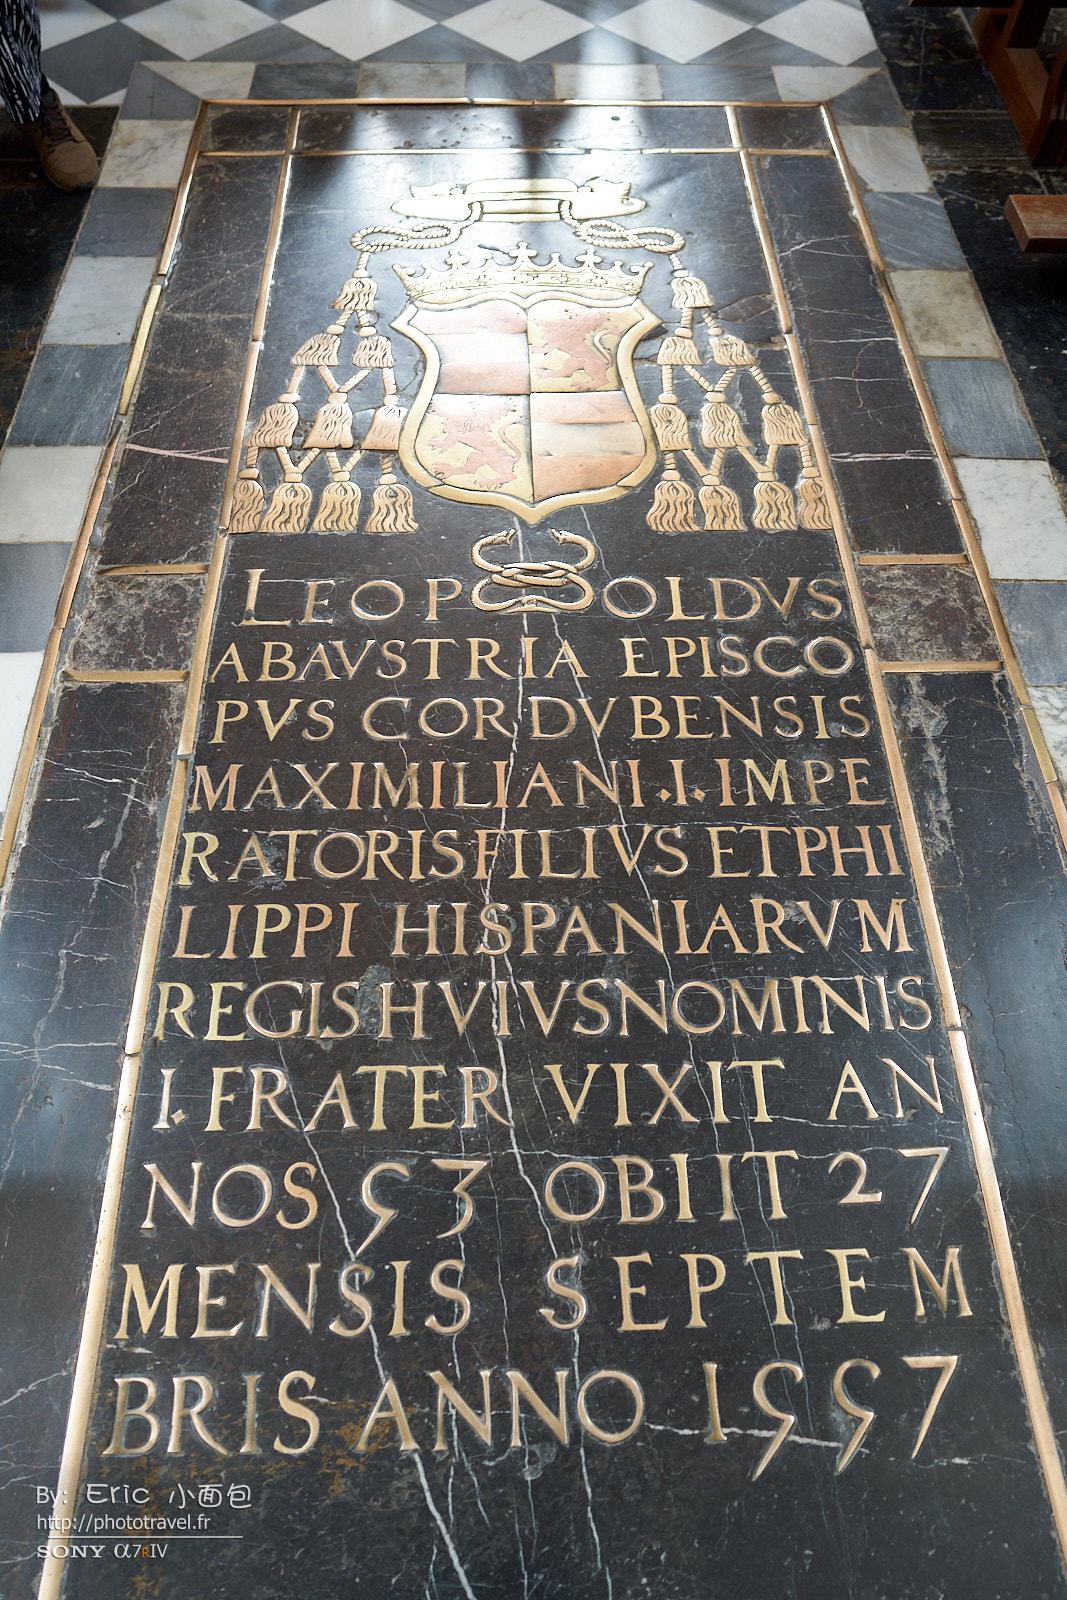 LEOPOLDVS
ABAVSTRIA EPISCO
PVS CORDVBENSIS
MAXIMILIANI .I. IMPE
RATORISFILIVS ETPHI
LIPPI HISPANIARVM
REGISHVIVSNOMINIS
I. FRATER VIXIT AN
NOS 53 OBIIT 27
MENSIS SEPTEM
BRIS ANNO 1557
By: Eric 小面包
http://phototravel.fr
SONY α7RIV